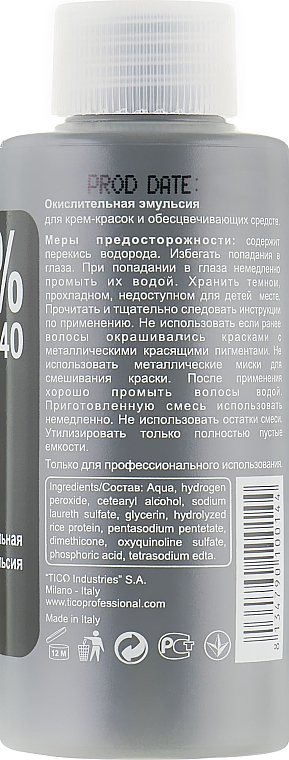 PROD DATE:
Окислительная эмульсия
для крем-красок и обесцвечивающих средств.
Меры предосторожности: содержит
перекись водорода. Избегать попадания в
глаза. При попадании в глаза немедленно
промыть их водой. Хранить темном,
прохладном, недоступном для детей месте.
Прочитать и тщательно следовать инструкции
по применению. Не использовать если ранее
волосы окрашивались красками с
металлическими красящими пигментами. Не
использовать металлические миски для
смешивания краски. После применения
хорошо промыть волосы водой.
Приготовленную смесь использовать
немедленно. Не использовать остатки смеси.
Утилизировать только полностью пустые
емкости.
Только для профессионального использования.
Ingredients/Состав: Aqua, hydrogen
peroxide, cetearyl alcohol, sodium
laureth sulfate, glycerin, hydrolyzed
rice protein, pentasodium pentetate,
dimethicone, oxyquinoline sulfate,
phosphoric acid, tetrasodium edta.
"TICO Industries" S.A.
Milano - Italy
www.ticoprofessional.com
Made in Italy
12 M
8134790100144
%
40
льная
льсия